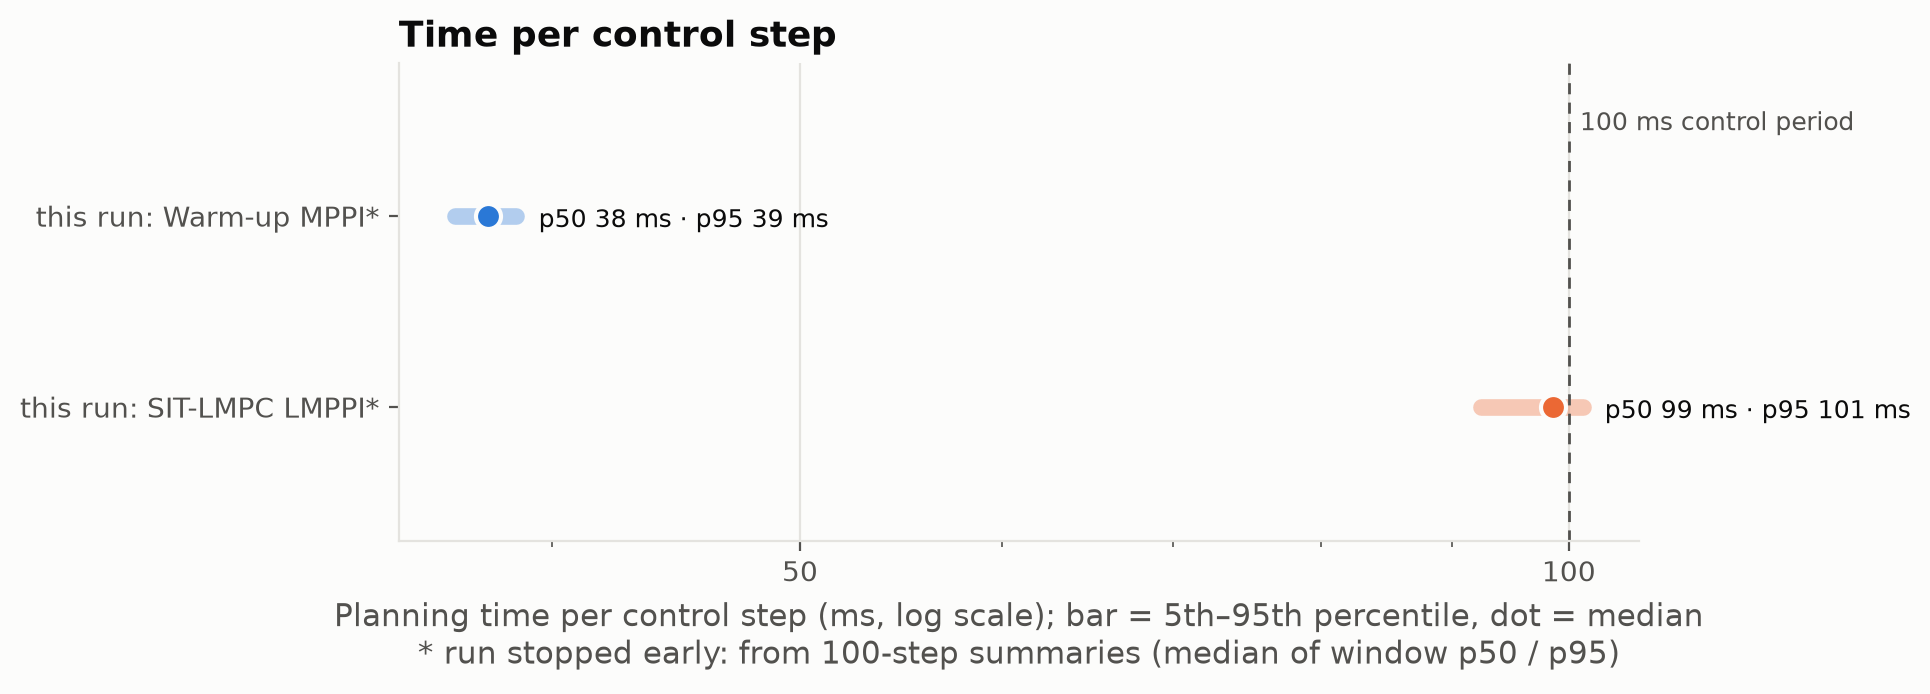 Time per control step
100 ms control period
this run: Warm-up MPPI*
p50 38 ms · p95 39 ms
this run: SIT-LMPC LMPPI*
p50 99 ms · p95 101 ms
50
100
Planning time per control step (ms, log scale); bar = 5th–95th percentile, dot = median
* run stopped early: from 100-step summaries (median of window p50 / p95)